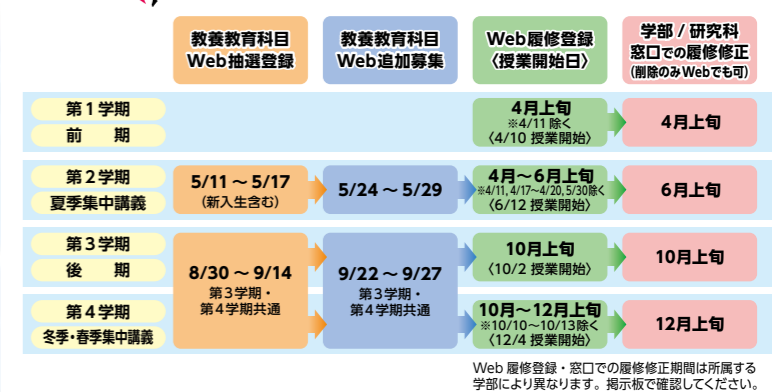 教養教育科目
Web抽選登録
教養教育科目
Web追加募集
Web履修登録
〈授業開始日〉
学部 / 研究科
窓口での履修修正
(削除のみWebでも可)
第1学期
前　期
4月上旬
※4/11 除く
〈4/10 授業開始〉
4月上旬
第2学期
夏季集中講義
5/11 ～ 5/17
(新入生含む)
5/24 ～ 5/29
4月～6月上旬
※4/11, 4/17～4/20, 5/30除く
〈6/12 授業開始〉
6月上旬
第3学期
後　期
8/30 ～ 9/14
第3学期・
第4学期共通
9/22 ～ 9/27
第3学期・
第4学期共通
10月上旬
〈10/2 授業開始〉
10月上旬
第4学期
冬季・春季集中講義
10月～12月上旬
※10/10～10/13除く
〈12/4 授業開始〉
12月上旬
Web 履修登録・窓口での履修修正期間は所属する
学部により異なります。掲示板で確認してください。